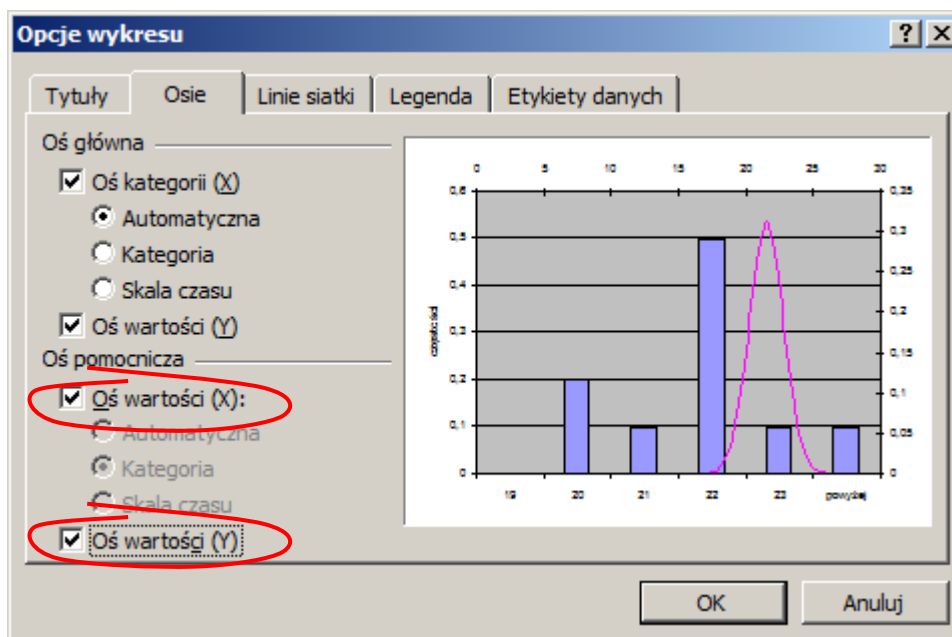 Opcje wykresu
Tytuły Osie Linie siatki Legenda Etykiety danych
Oś główna
Oś kategorii (X)
Automatyczna
Kategoria
Skala czasu
Oś wartości (Y)
Oś pomocnicza
Oś wartości (X):
Automatyczna
Kategoria
Skala czasu
Oś wartości (Y)
0 5 10 15 20 25 30
0,6
0,5
0,4
0,3
0,2
0,1
0
częstości
0,35
0,3
0,25
0,2
0,15
0,1
0,05
0
19 20 21 22 23 powyżej
OK Anuluj